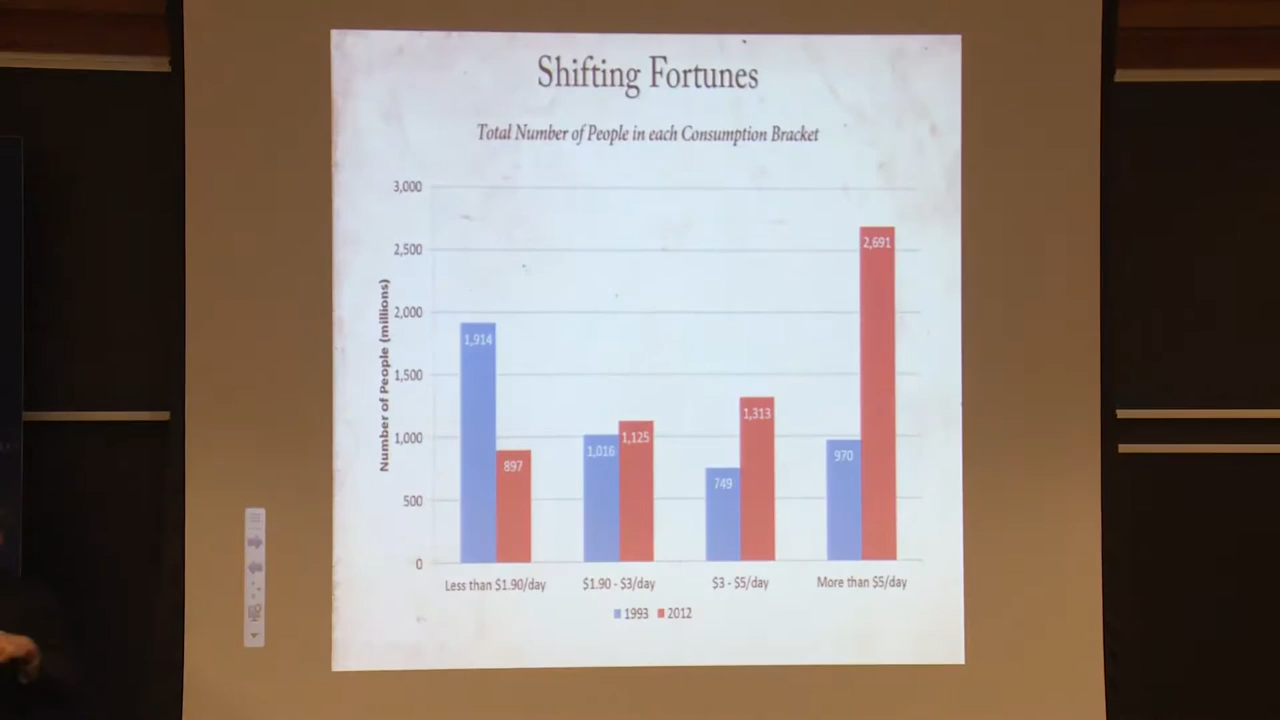 Shifting Fortunes
Total Number of People in each Consumption Bracket
Number of People (millions)
3,000
2,500
2,000
1,500
1,000
500
0
1,914
897
1,016
1,125
749
1,313
970
2,691
Less than $1.90/day
$1.90 - $3/day
$3 - $5/day
More than $5/day
1993 2012